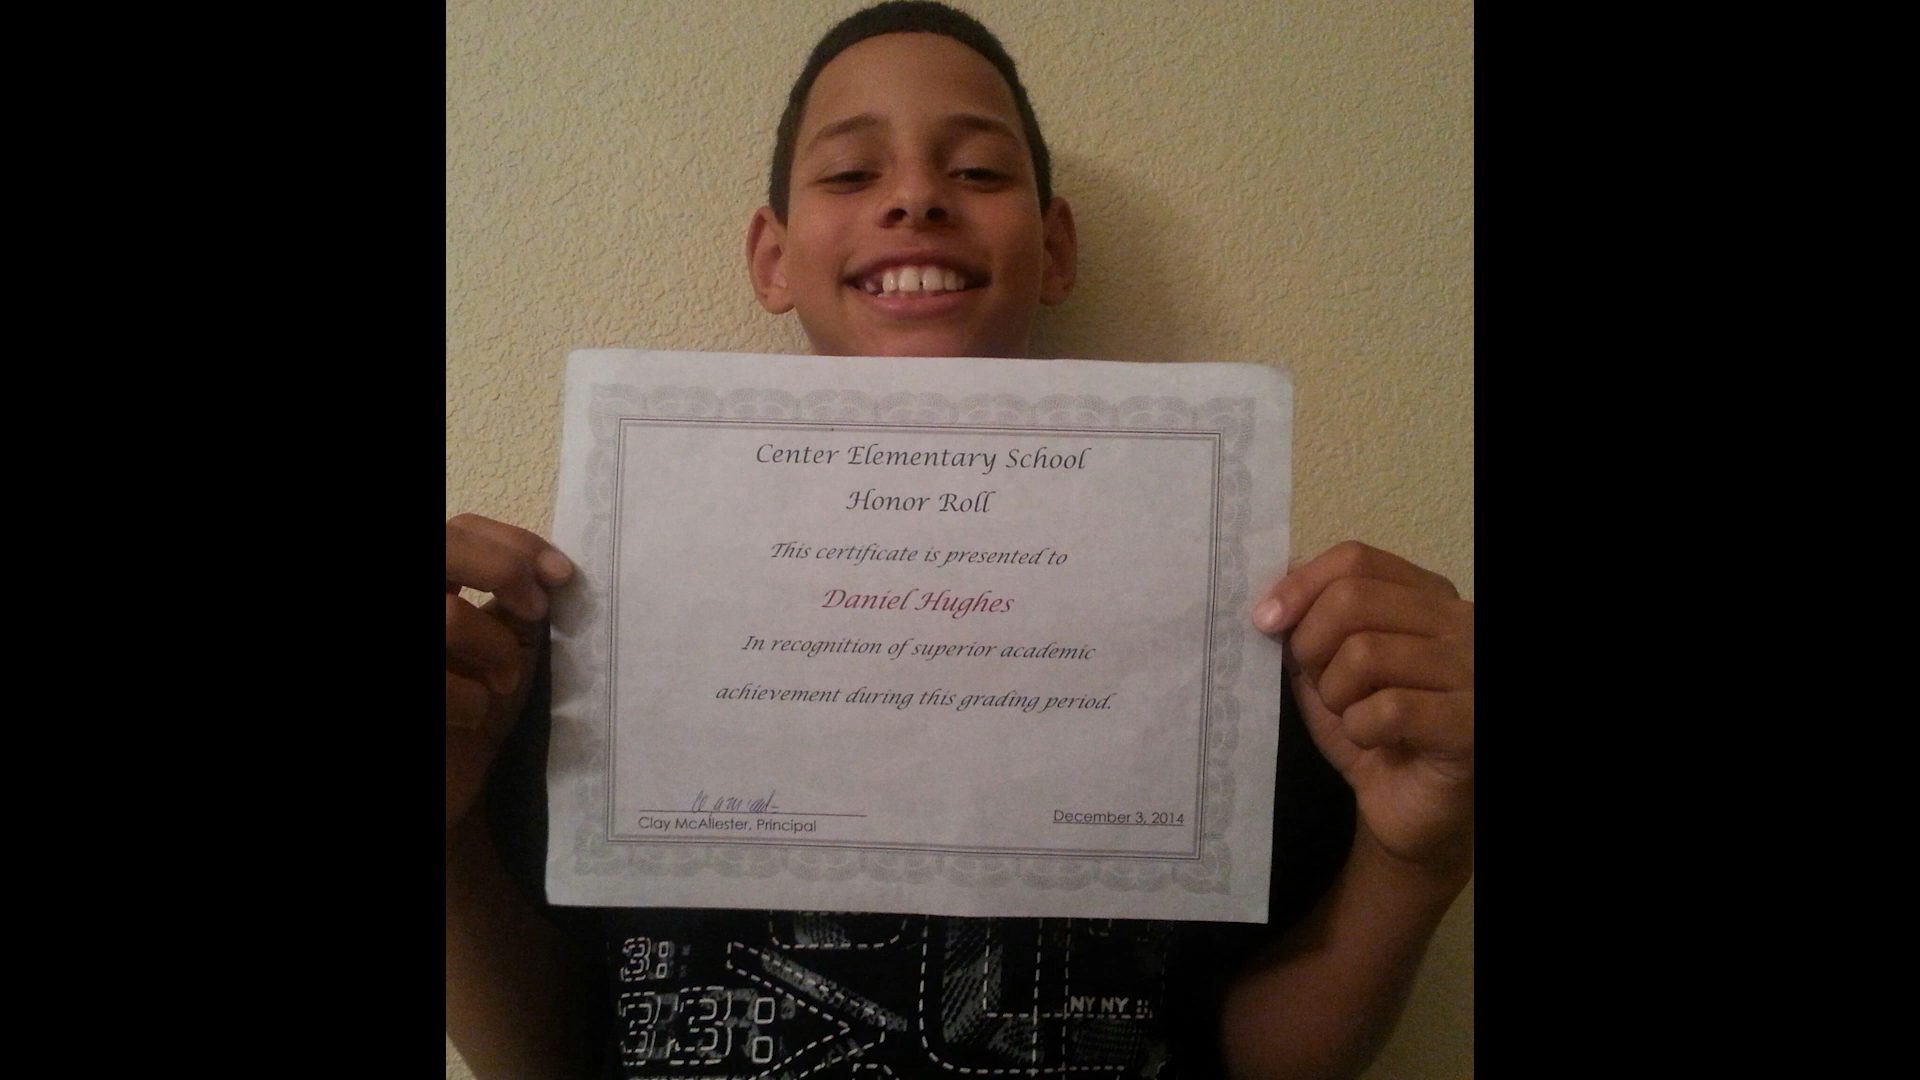 Center Elementary School
Honor Roll
This certificate is presented to
Daniel Hughes
In recognition of superior academic
achievement during this grading period.
Clay McAllester, Principal
December 3, 2014
NY NY